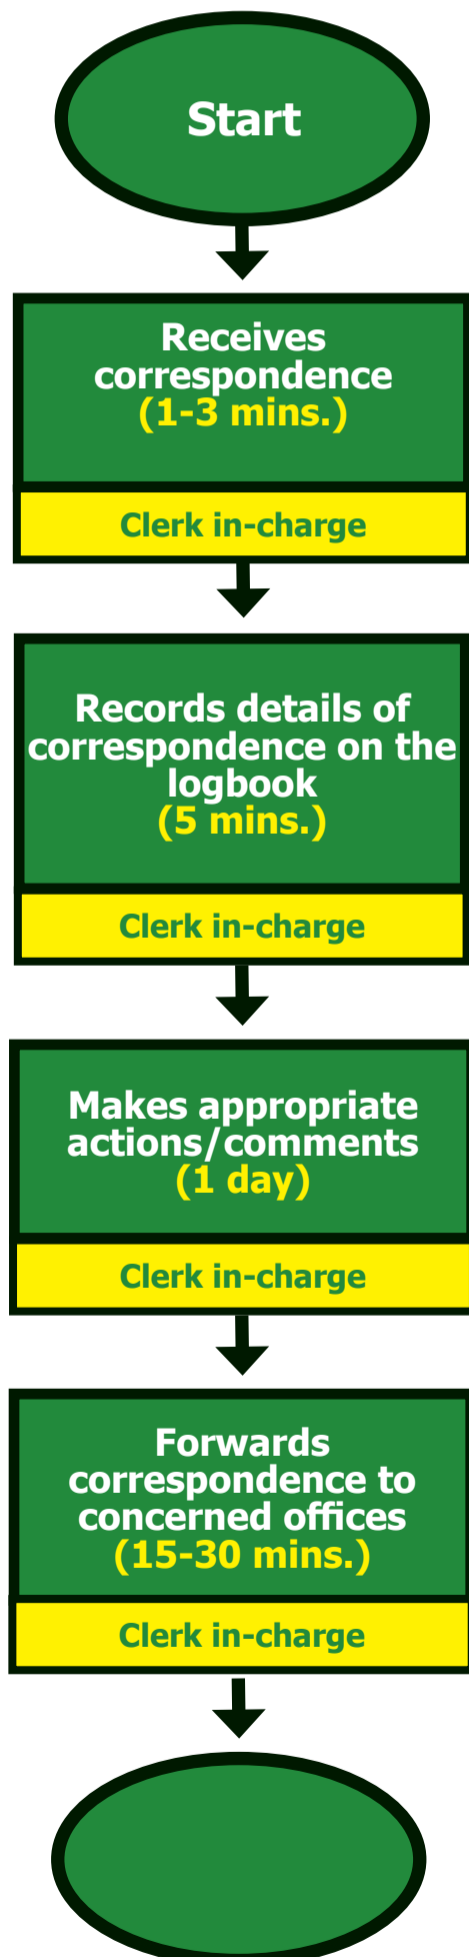 Start
Receives
correspondence
(1-3 mins.)
Clerk in-charge
Records details of
correspondence on the
logbook
(5 mins.)
Clerk in-charge
Makes appropriate
actions/comments
(1 day)
Clerk in-charge
Forwards
correspondence to
concerned offices
(15-30 mins.)
Clerk in-charge